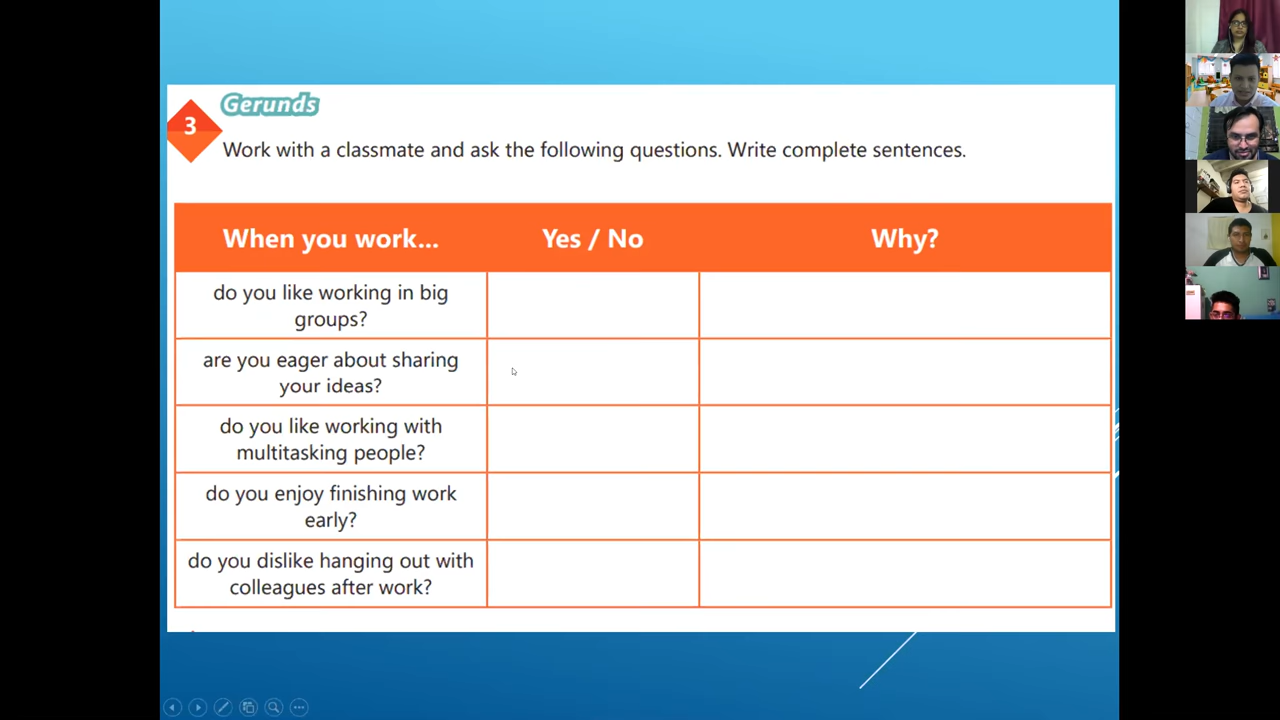 Gerunds
3
Work with a classmate and ask the following questions. Write complete sentences.
When you work...
Yes / No
Why?
do you like working in big
groups?
are you eager about sharing
your ideas?
do you like working with
multitasking people?
do you enjoy finishing work
early?
do you dislike hanging out with
colleagues after work?